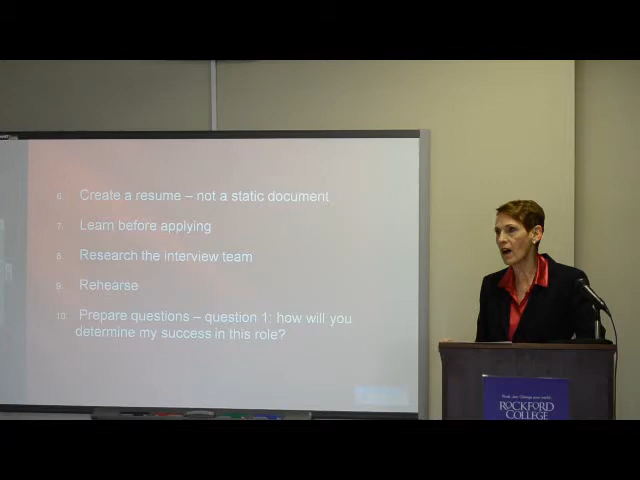 6. Create a resume – not a static document
7. Learn before applying
8. Research the interview team
9. Rehearse
10. Prepare questions – question 1: how will you
determine my success in this role?
ROCKFORD
COLLEGE